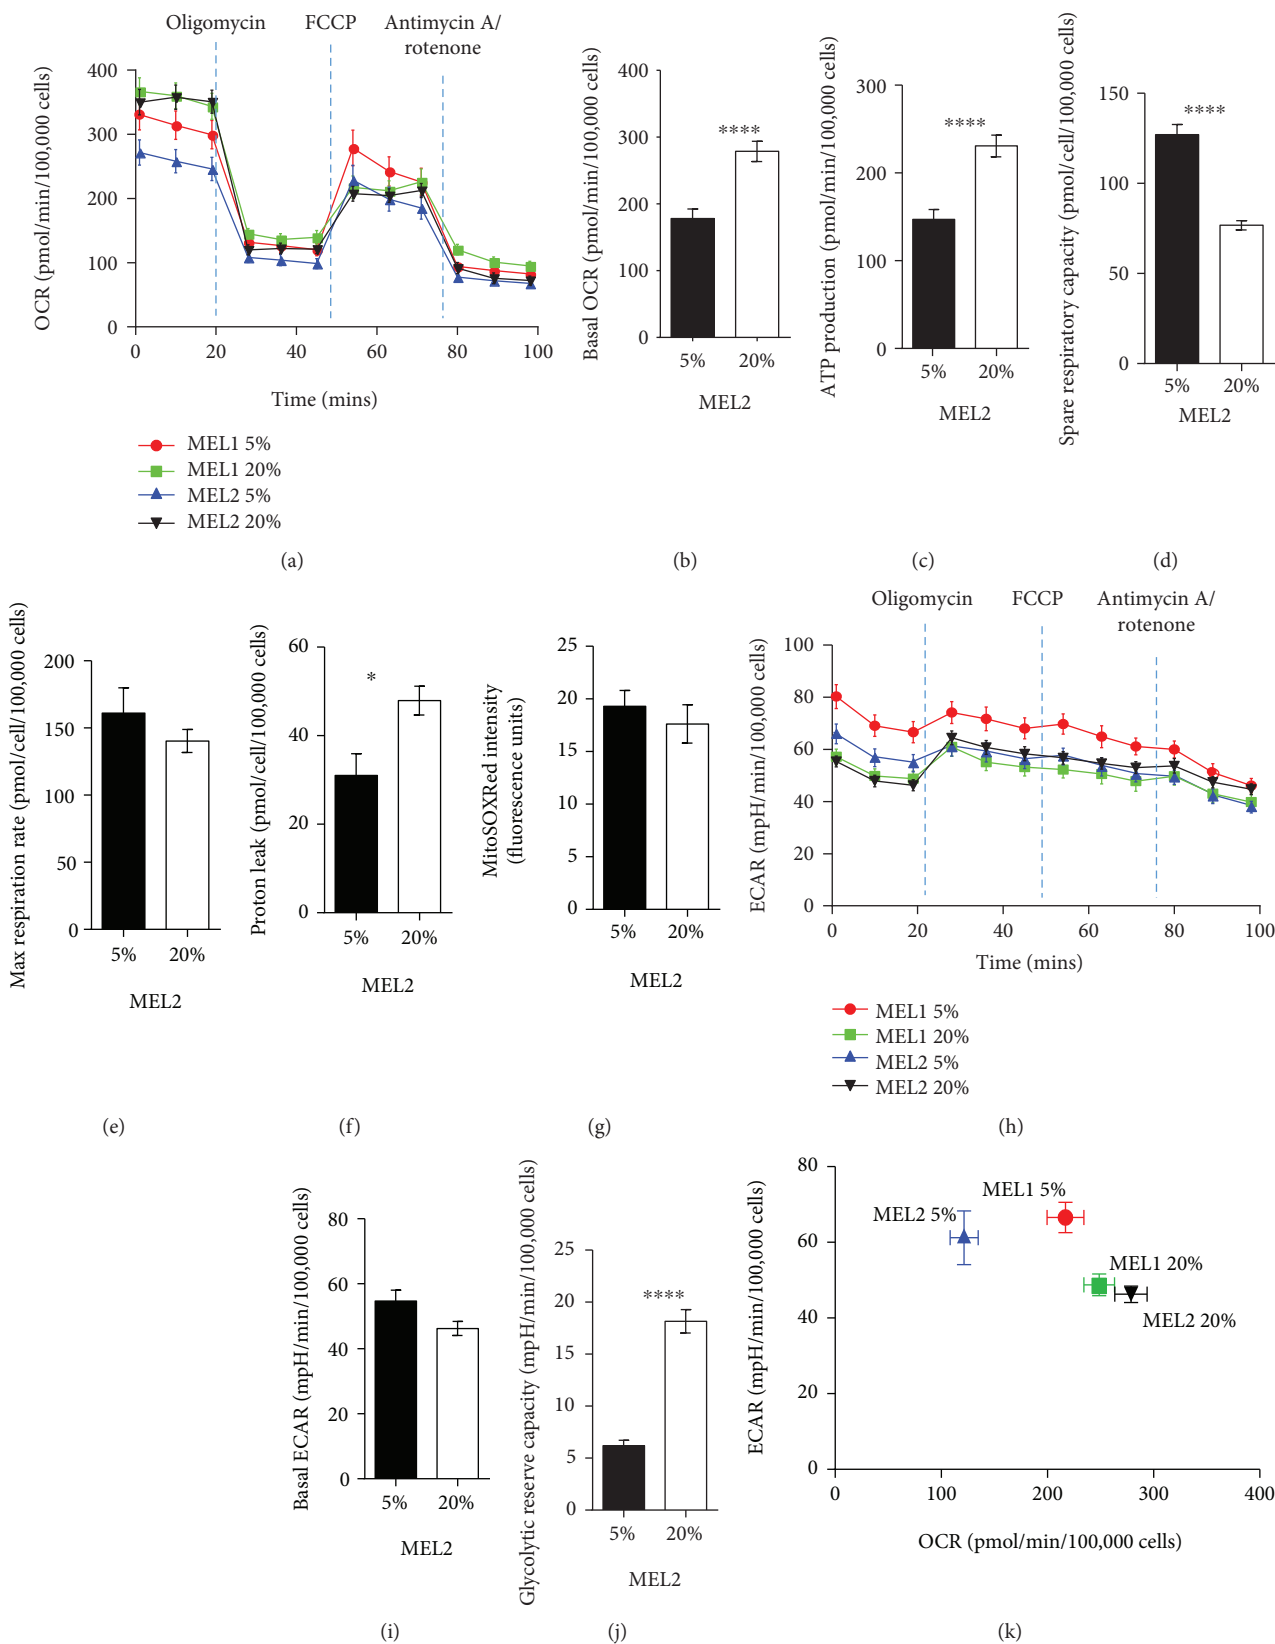 Oligomycin
FCCP
Antimycin A/
rotenone
OCR (pmol/min/100,000 cells)
400
300
200
100
0
0
20
40
60
80
100
Time (mins)
MEL1 5%
MEL1 20%
MEL2 5%
MEL2 20%
(a)
Basal OCR (pmol/min/100,000 cells)
400
300
200
100
0
****
5%
20%
MEL2
(b)
ATP production (pmol/min/100,000 cells)
300
200
100
0
****
5%
20%
MEL2
(c)
Spare respiratory capacity (pmol/cell/100,000 cells)
150
100
50
0
****
5%
20%
MEL2
(d)
Max respiration rate (pmol/cell/100,000 cells)
200
150
100
50
0
5%
20%
MEL2
(e)
Proton leak (pmol/cell/100,000 cells)
60
40
20
0
*
5%
20%
MEL2
(f)
MitoSOXRed intensity
(fluorescence units)
25
20
15
10
5
0
5%
20%
MEL2
(g)
Oligomycin
FCCP
Antimycin A/
rotenone
ECAR (mpH/min/100,000 cells)
100
80
60
40
20
0
0
20
40
60
80
100
Time (mins)
MEL1 5%
MEL1 20%
MEL2 5%
MEL2 20%
(h)
Basal ECAR (mpH/min/100,000 cells)
80
60
40
20
0
5%
20%
MEL2
(i)
Glycolytic reserve capacity (mpH/min/100,000 cells)
25
20
15
10
5
0
****
5%
20%
MEL2
(j)
ECAR (mpH/min/100,000 cells)
80
60
40
20
0
MEL1 5%
MEL2 5%
MEL1 20%
MEL2 20%
0
100
200
300
400
OCR (pmol/min/100,000 cells)
(k)